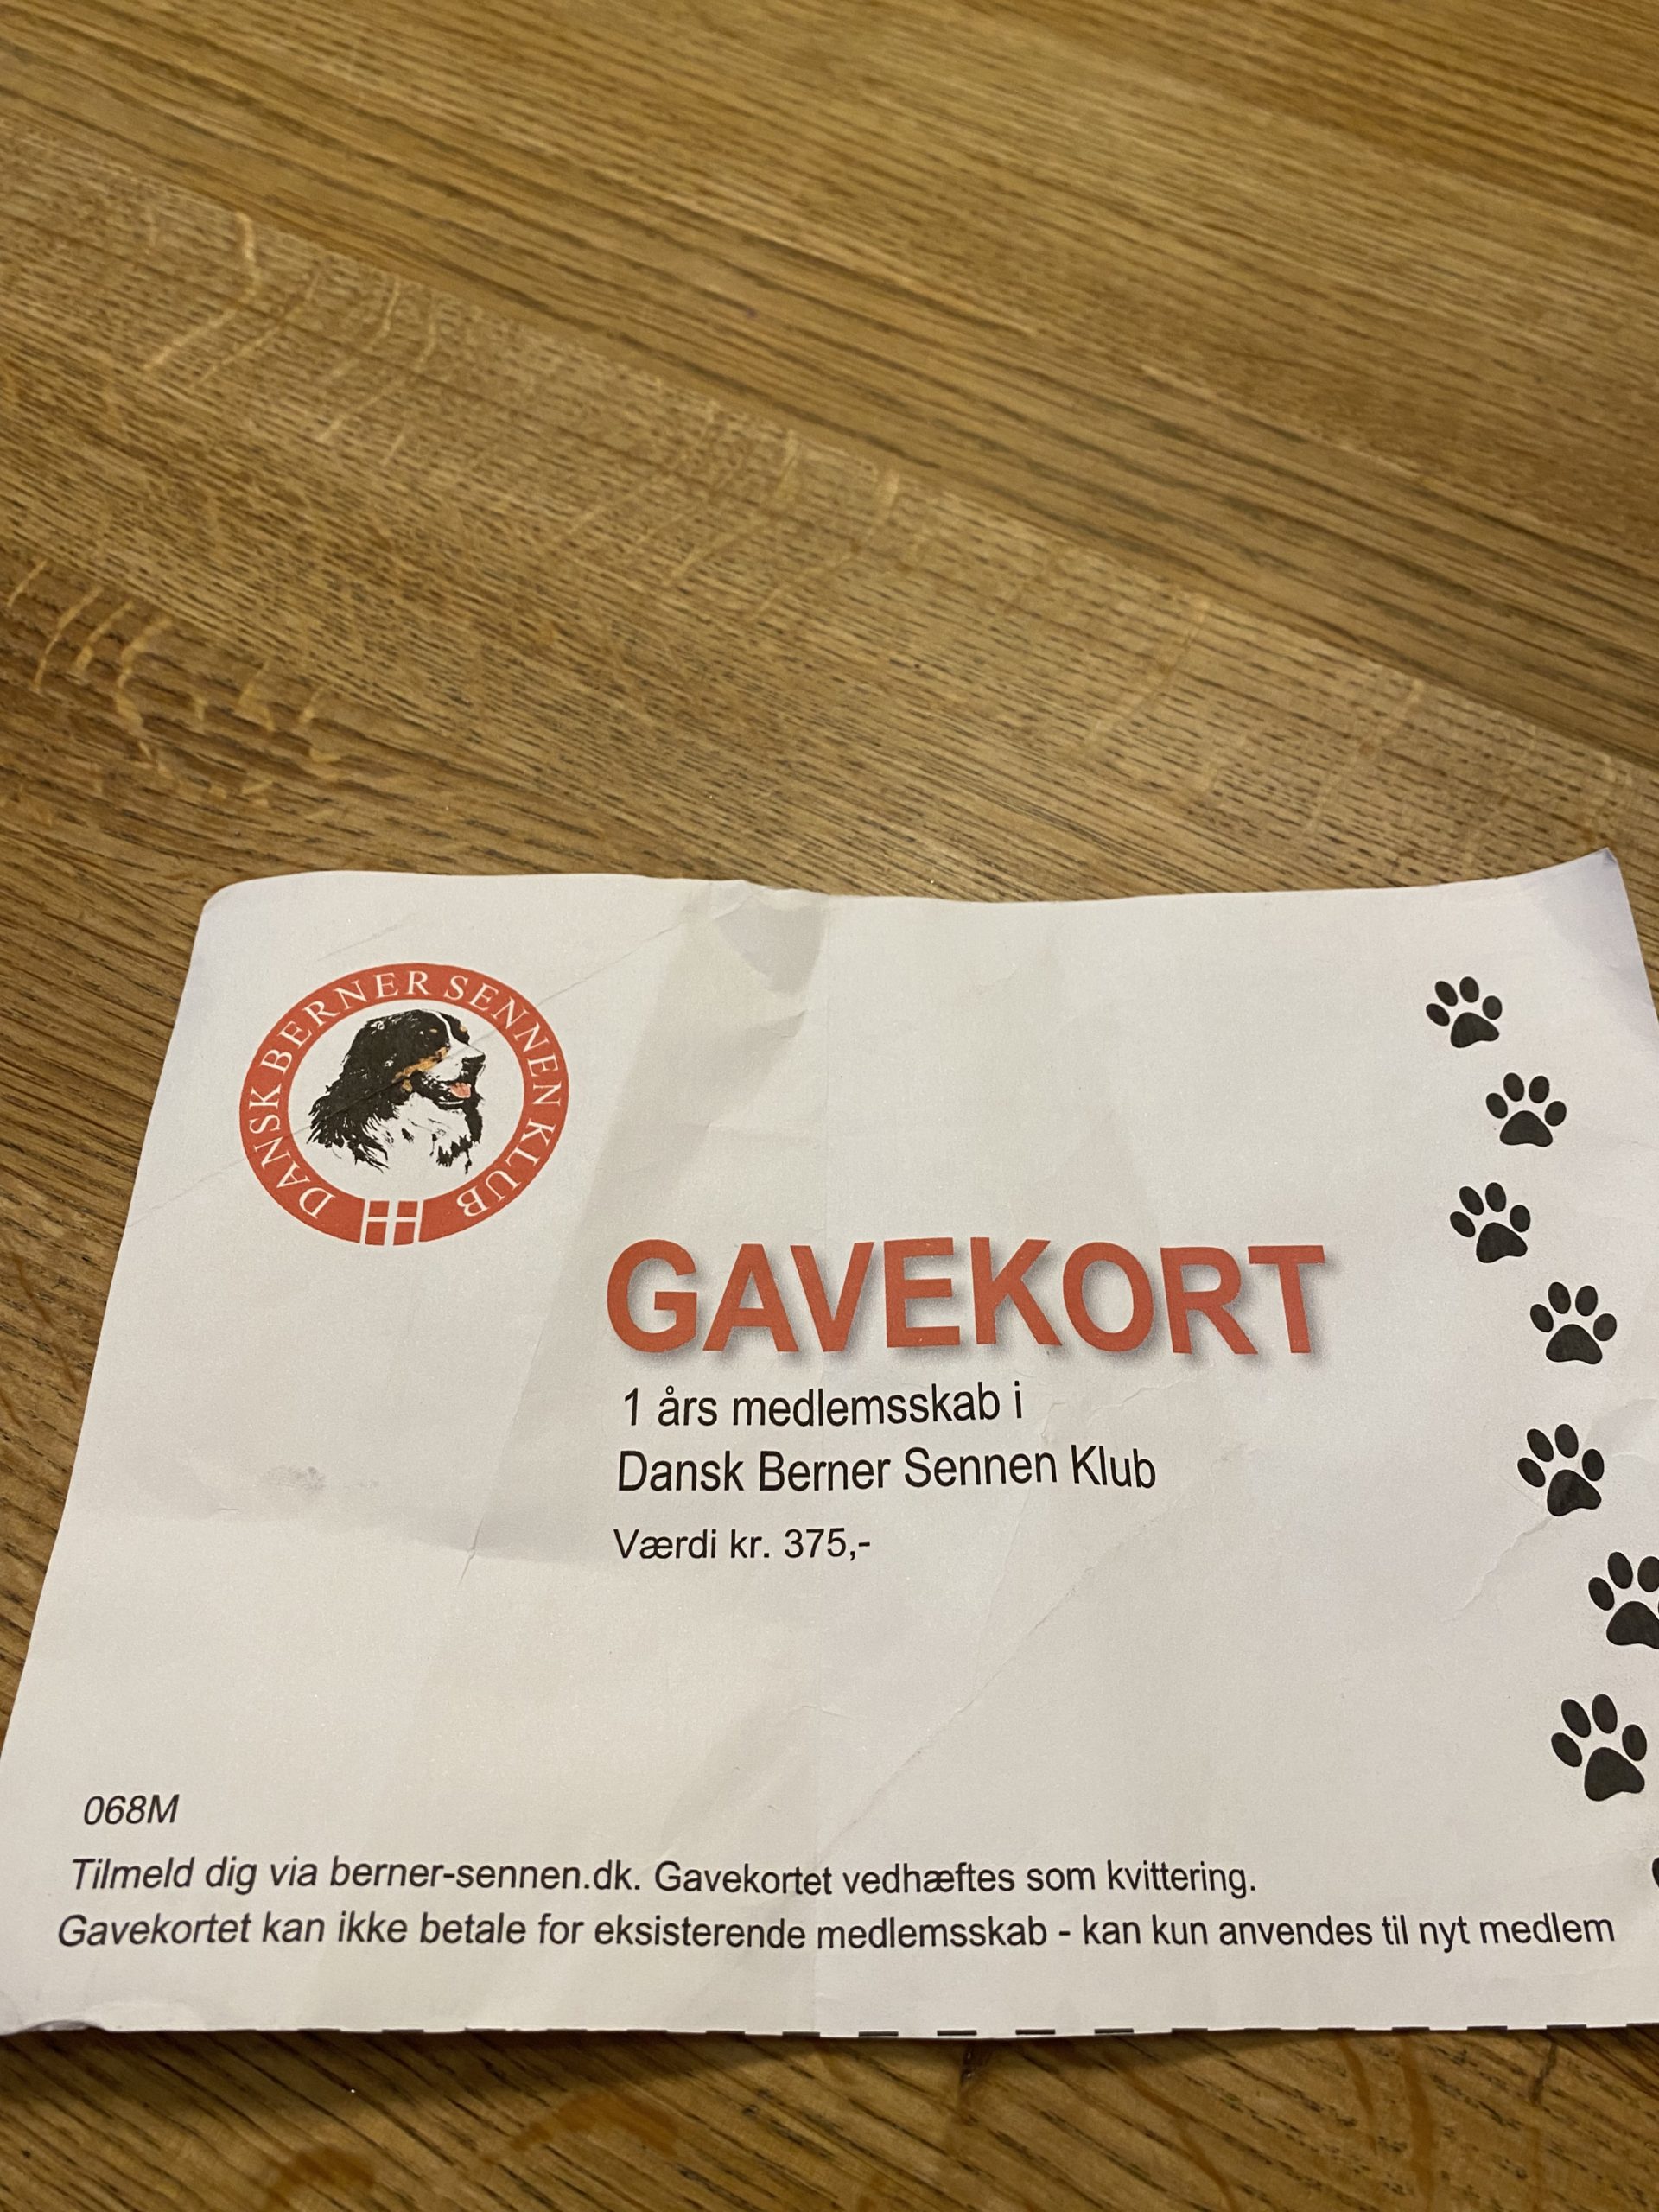 DANSK BERNER SENNEN KLUB
GAVEKORT
1 års medlemsskab i
Dansk Berner Sennen Klub
Værdi kr. 375,-
068M
Tilmeld dig via berner-sennen.dk. Gavekortet vedhæftes som kvittering.
Gavekortet kan ikke betale for eksisterende medlemsskab - kan kun anvendes til nyt medlem